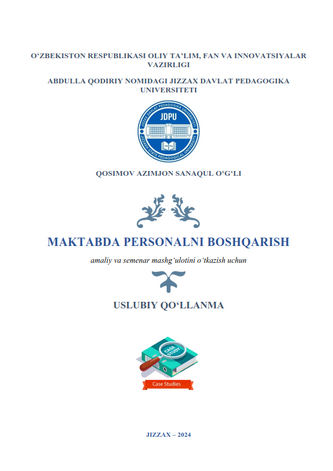 O‘ZBEKISTON RESPUBLIKASI OLIY TA’LIM, FAN VA INNOVATSIYALAR
VAZIRLIGI
ABDULLA QODIRIY NOMIDAGI JIZZAX DAVLAT PEDAGOGIKA
UNIVERSITETI
JDPU
QOSIMOV AZIMJON SANAQUL O‘G‘LI
MAKTABDA PERSONALNI BOSHQARISH
amaliy va semenar mashg‘ulotini o‘tkazish uchun
USLUBIY QO‘LLANMA
Case Studies
JIZZAX – 2024